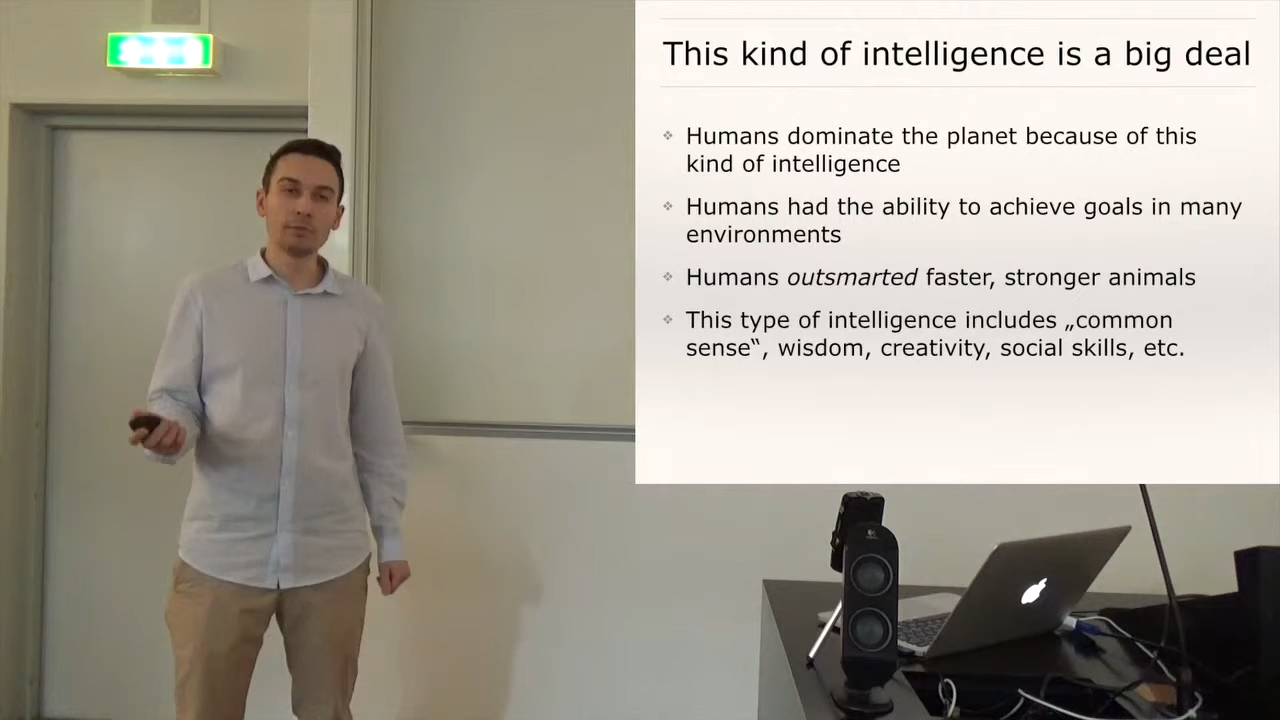 This kind of intelligence is a big deal
Humans dominate the planet because of this
kind of intelligence
Humans had the ability to achieve goals in many
environments
Humans outsmarted faster, stronger animals
This type of intelligence includes „common
sense“, wisdom, creativity, social skills, etc.